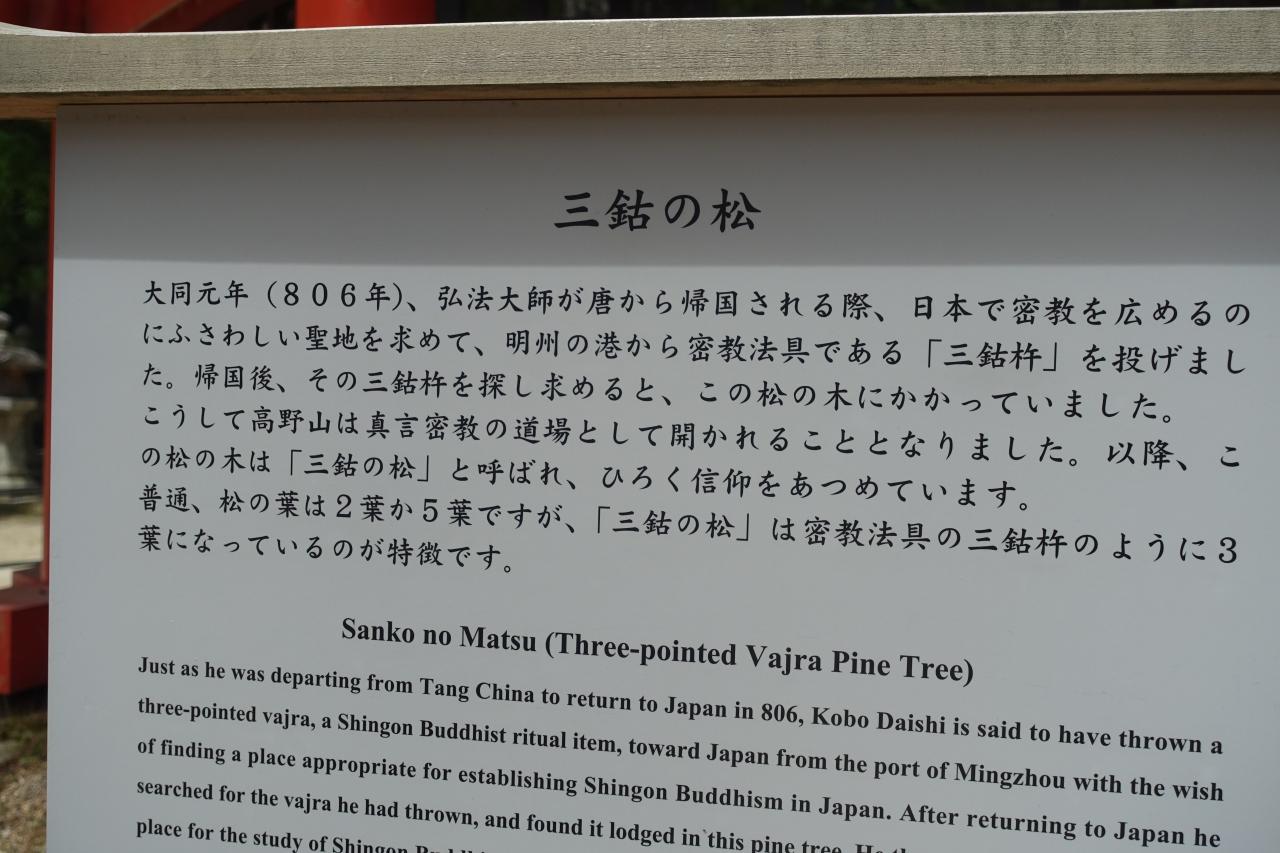 三鈷の松
大同元年（８０６年）、弘法大師が唐から帰国される際、日本で密教を広めるの
にふさわしい聖地を求めて、明州の港から密教法具である「三鈷杵」を投げまし
た。帰国後、その三鈷杵を探し求めると、この松の木にかかっていました。
こうして高野山は真言密教の道場として開かれることとなりました。以降、こ
の松の木は「三鈷の松」と呼ばれ、ひろく信仰をあつめています。
普通、松の葉は２葉か５葉ですが、「三鈷の松」は密教法具の三鈷杵のように３
葉になっているのが特徴です。
Sanko no Matsu (Three-pointed Vajra Pine Tree)
Just as he was departing from Tang China to return to Japan in 806, Kobo Daishi is said to have thrown a
three-pointed vajra, a Shingon Buddhist ritual item, toward Japan from the port of Mingzhou with the wish
of finding a place appropriate for establishing Shingon Buddhism in Japan. After returning to Japan he
searched for the vajra he had thrown, and found it lodged in this pine tree. He
place for the study of Shingon